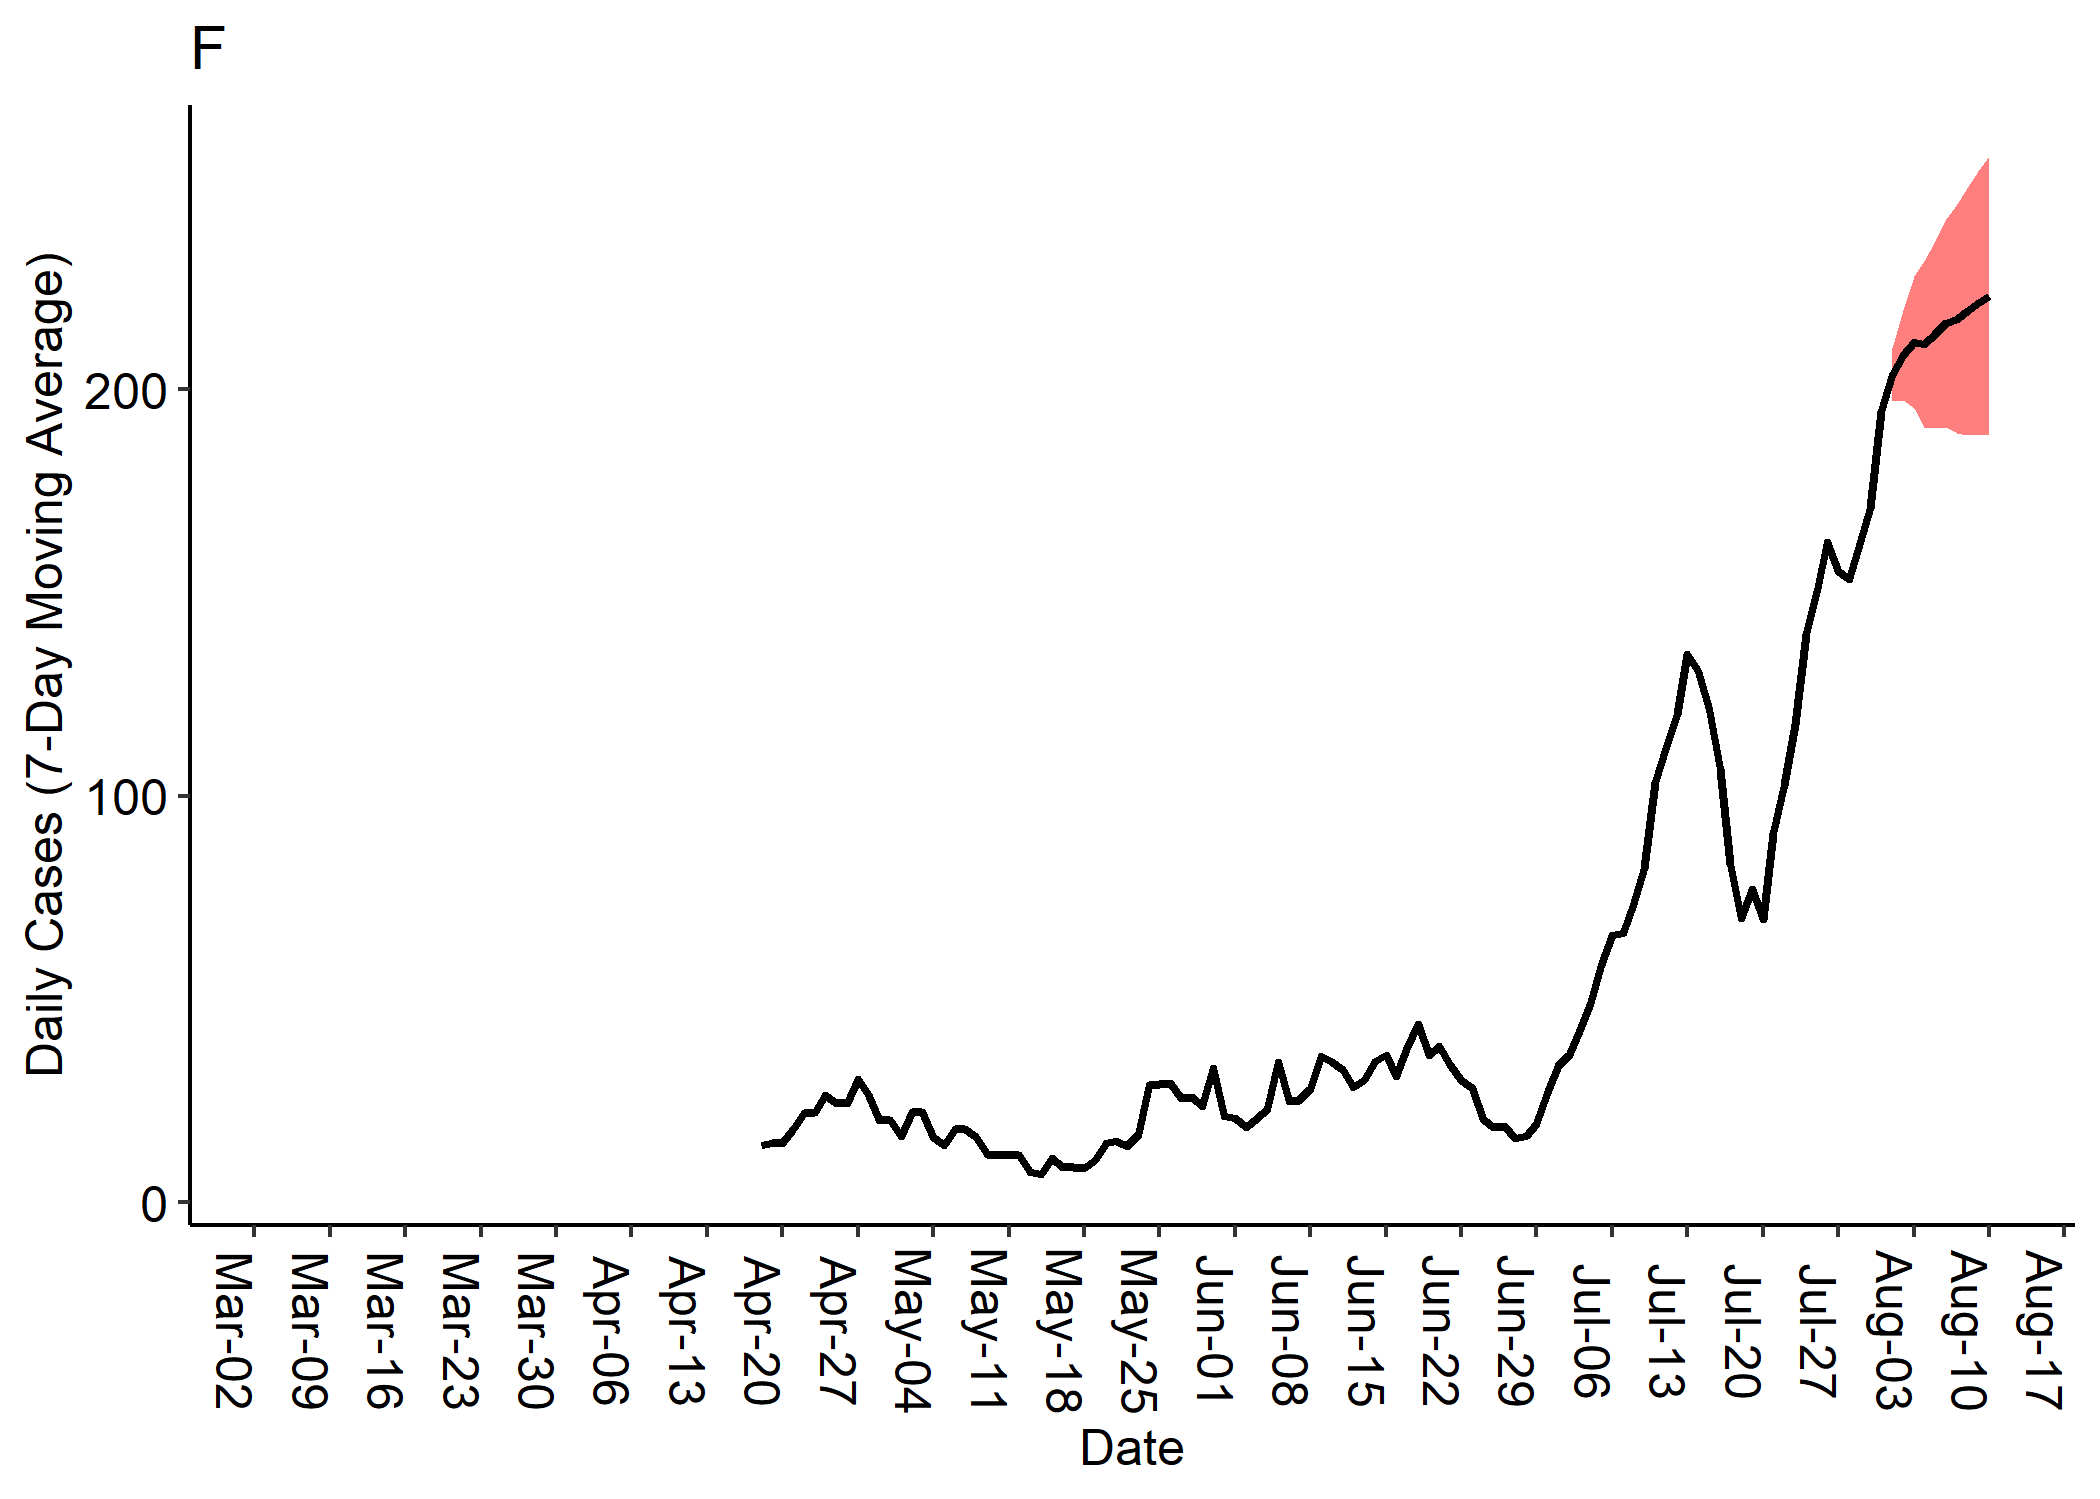 F
Daily Cases (7-Day Moving Average)
200
100
0
Mar-02
Mar-09
Mar-16
Mar-23
Mar-30
Apr-06
Apr-13
Apr-20
Apr-27
May-04
May-11
May-18
May-25
Jun-01
Jun-08
Jun-15
Jun-22
Jun-29
Jul-06
Jul-13
Jul-20
Jul-27
Aug-03
Aug-10
Aug-17
Date